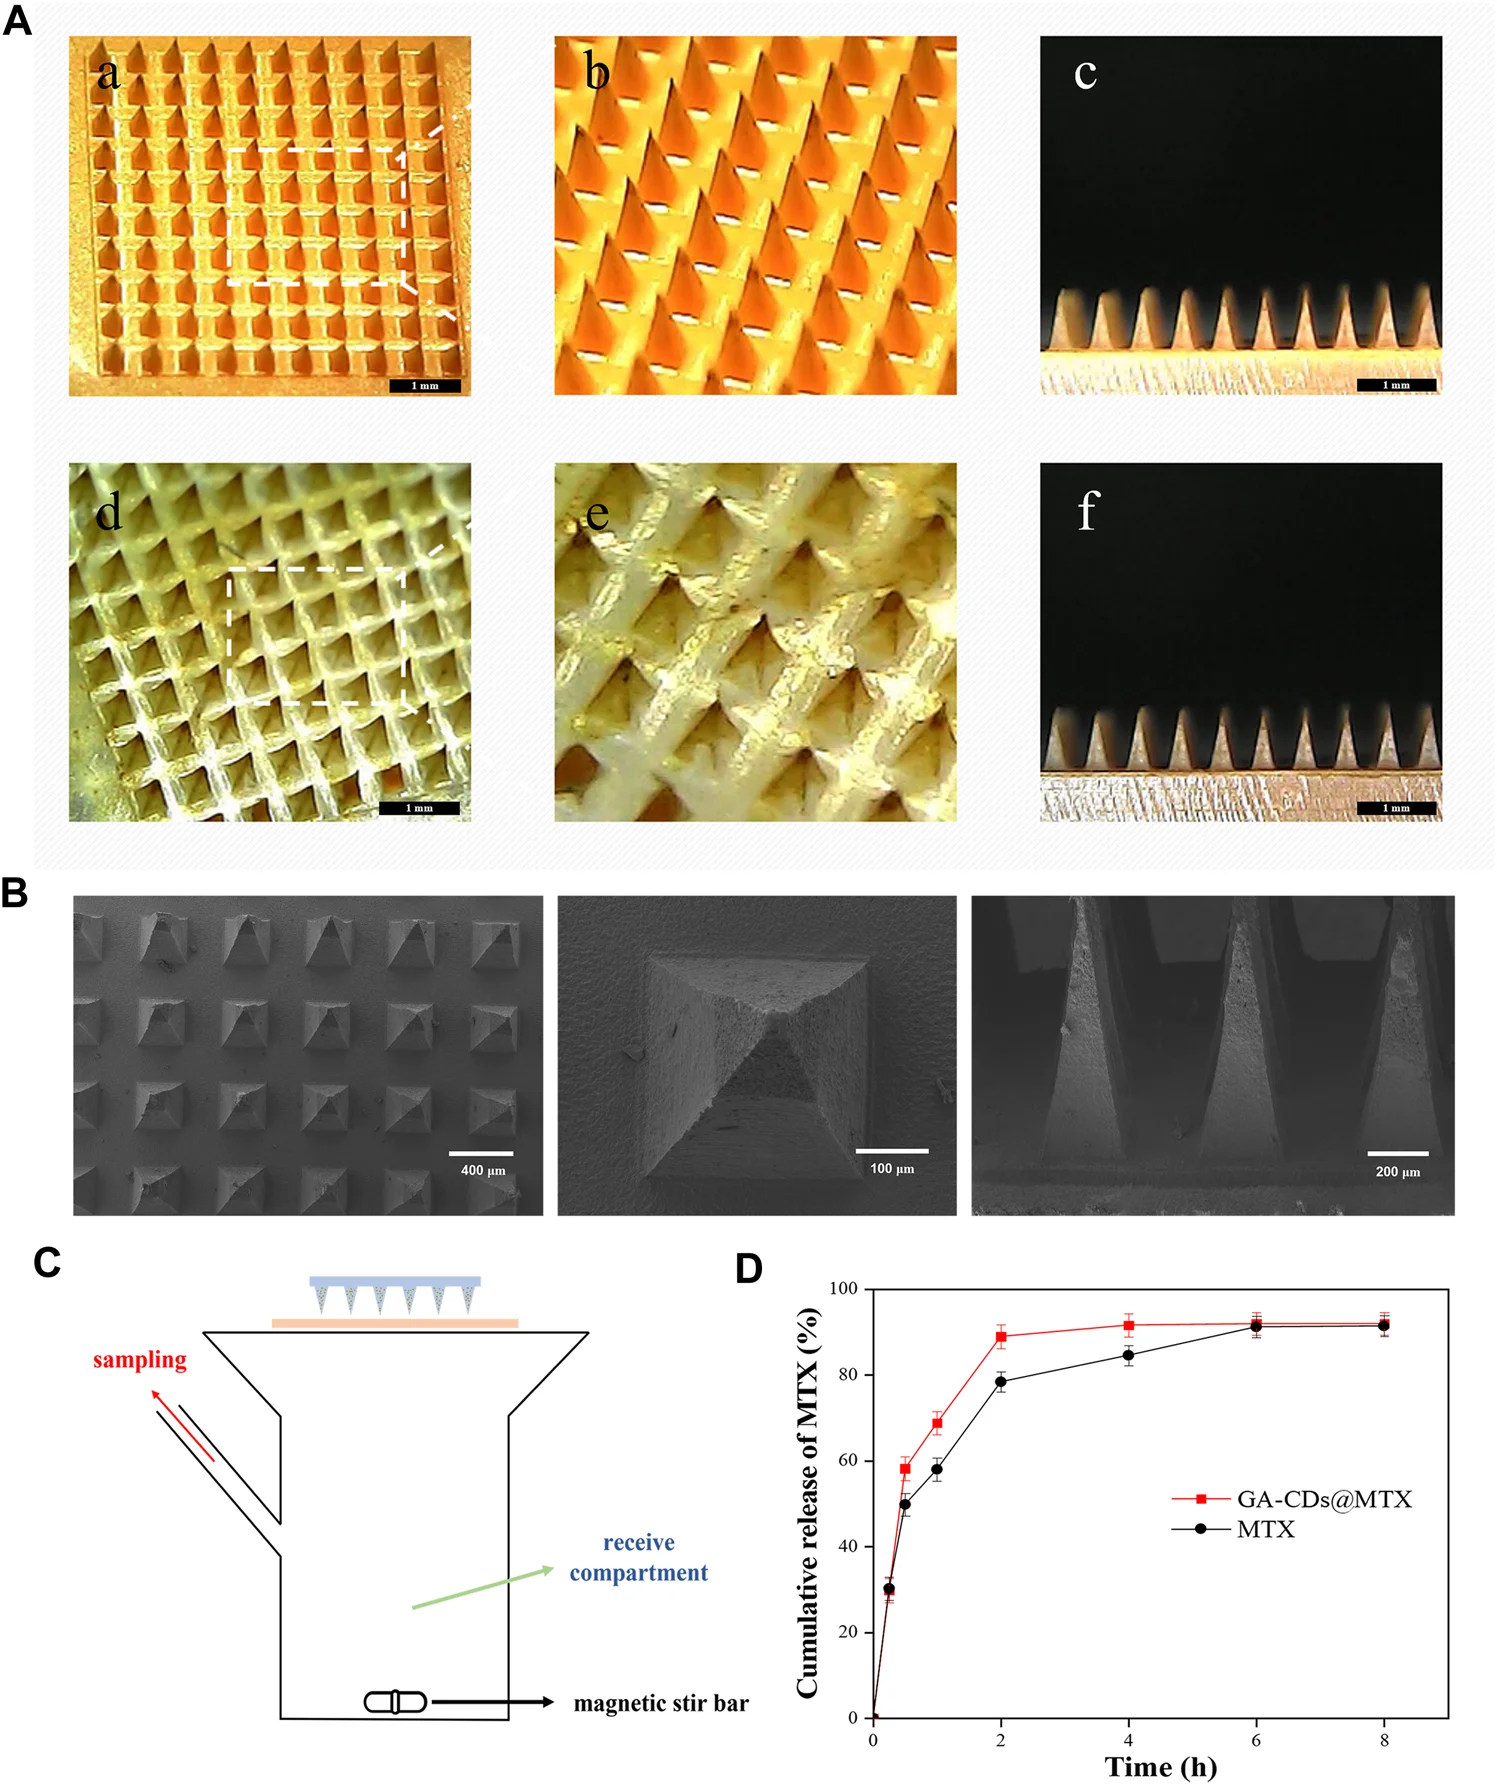 A
a
b
c
1 mm
1 mm
d
e
f
1 mm
1 mm
B
400 μm
100 μm
200 μm
C
sampling
receive
compartment
magnetic stir bar
D
Cumulative release of MTX (%)
100
80
60
40
20
0
GA-CDs@MTX
MTX
0
2
4
6
8
Time (h)